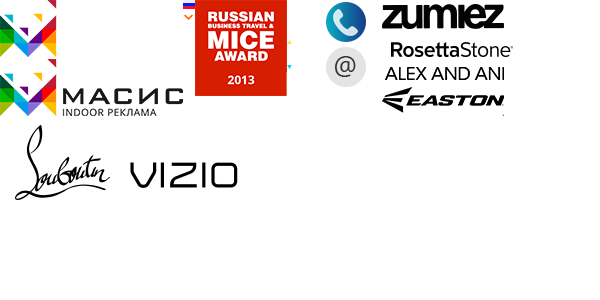 RUSSIAN
BUSINESS TRAVEL &
MICE
AWARD
2013
zumiez
RosettaStone
ALEX AND ANI
EASTON
@
МАСИС
INDOOR РЕКЛАМА
Louboutin
VIZIO